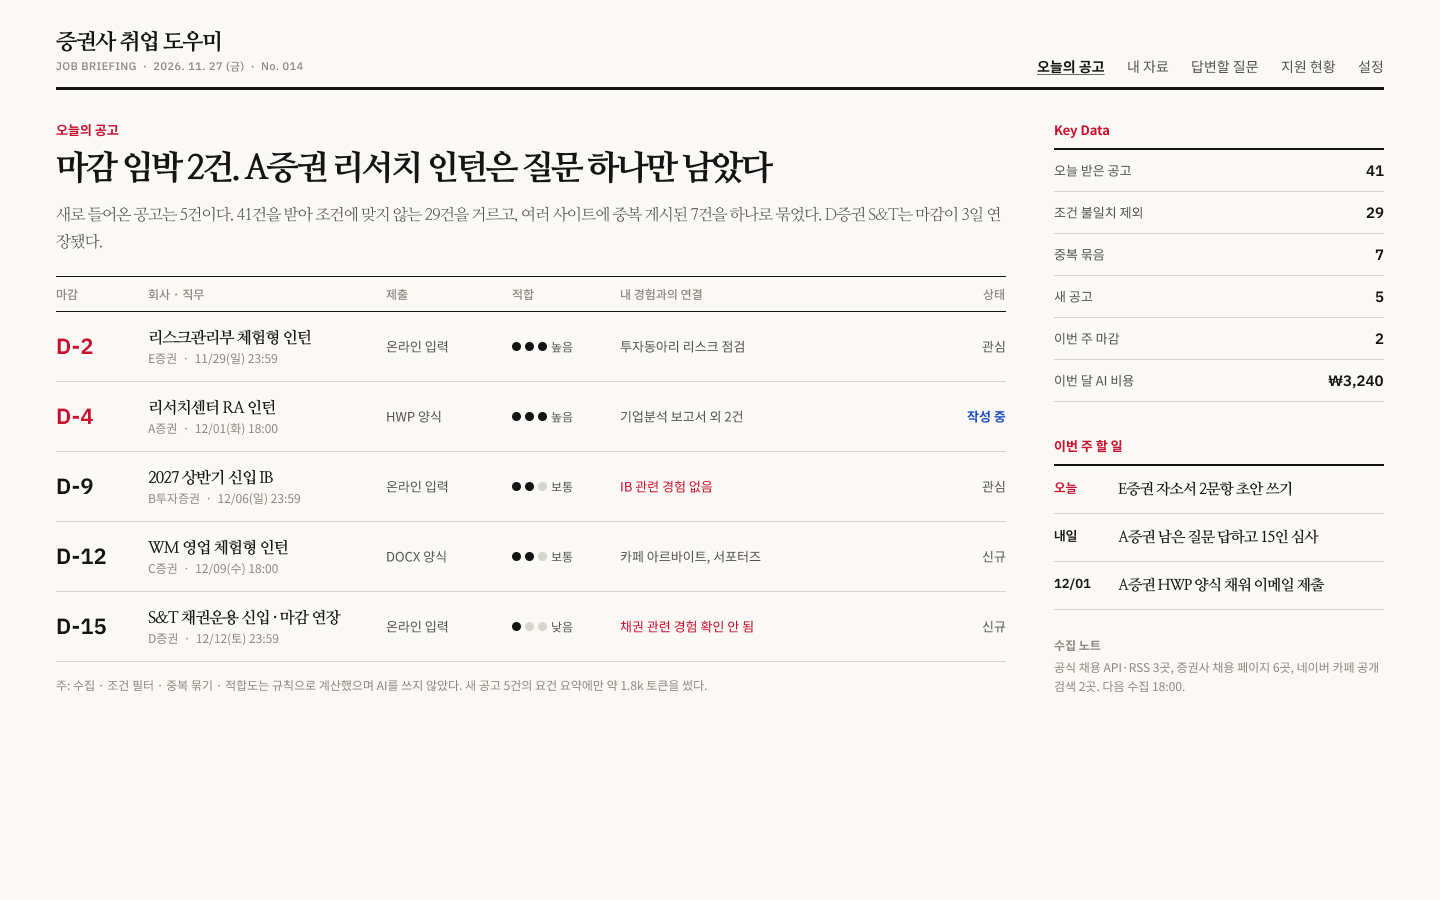 증권사 취업 도우미
JOB BRIEFING · 2026. 11. 27 (금) · No. 014
오늘의 공고 내 자료 답변할 질문 지원 현황 설정
오늘의 공고
마감 임박 2건. A증권 리서치 인턴은 질문 하나만 남았다
새로 들어온 공고는 5건이다. 41건을 받아 조건에 맞지 않는 29건을 거르고, 여러 사이트에 중복 게시된 7건을 하나로 묶었다. D증권 S&T는 마감이 3일 연
장됐다.
마감 회사 · 직무 제출 적합 내 경험과의 연결 상태
D-2 리스크관리부 체험형 인턴 온라인 입력 높음 투자동아리 리스크 점검 관심
E증권 · 11/29(일) 23:59
D-4 리서치센터 RA 인턴 HWP 양식 높음 기업분석 보고서 외 2건 작성 중
A증권 · 12/01(화) 18:00
D-9 2027 상반기 신입 IB 온라인 입력 보통 IB 관련 경험 없음 관심
B투자증권 · 12/06(일) 23:59
D-12 WM 영업 체험형 인턴 DOCX 양식 보통 카페 아르바이트, 서포터즈 신규
C증권 · 12/09(수) 18:00
D-15 S&T 채권운용 신입 · 마감 연장 온라인 입력 낮음 채권 관련 경험 확인 안 됨 신규
D증권 · 12/12(토) 23:59
주: 수집 · 조건 필터 · 중복 묶기 · 적합도는 규칙으로 계산했으며 AI를 쓰지 않았다. 새 공고 5건의 요건 요약에만 약 1.8k 토큰을 썼다.
Key Data
오늘 받은 공고 41
조건 불일치 제외 29
중복 묶음 7
새 공고 5
이번 주 마감 2
이번 달 AI 비용 ₩3,240
이번 주 할 일
오늘 E증권 자소서 2문항 초안 쓰기
내일 A증권 남은 질문 답하고 15인 심사
12/01 A증권 HWP 양식 채워 이메일 제출
수집 노트
공식 채용 API·RSS 3곳, 증권사 채용 페이지 6곳, 네이버 카페 공개
검색 2곳. 다음 수집 18:00.